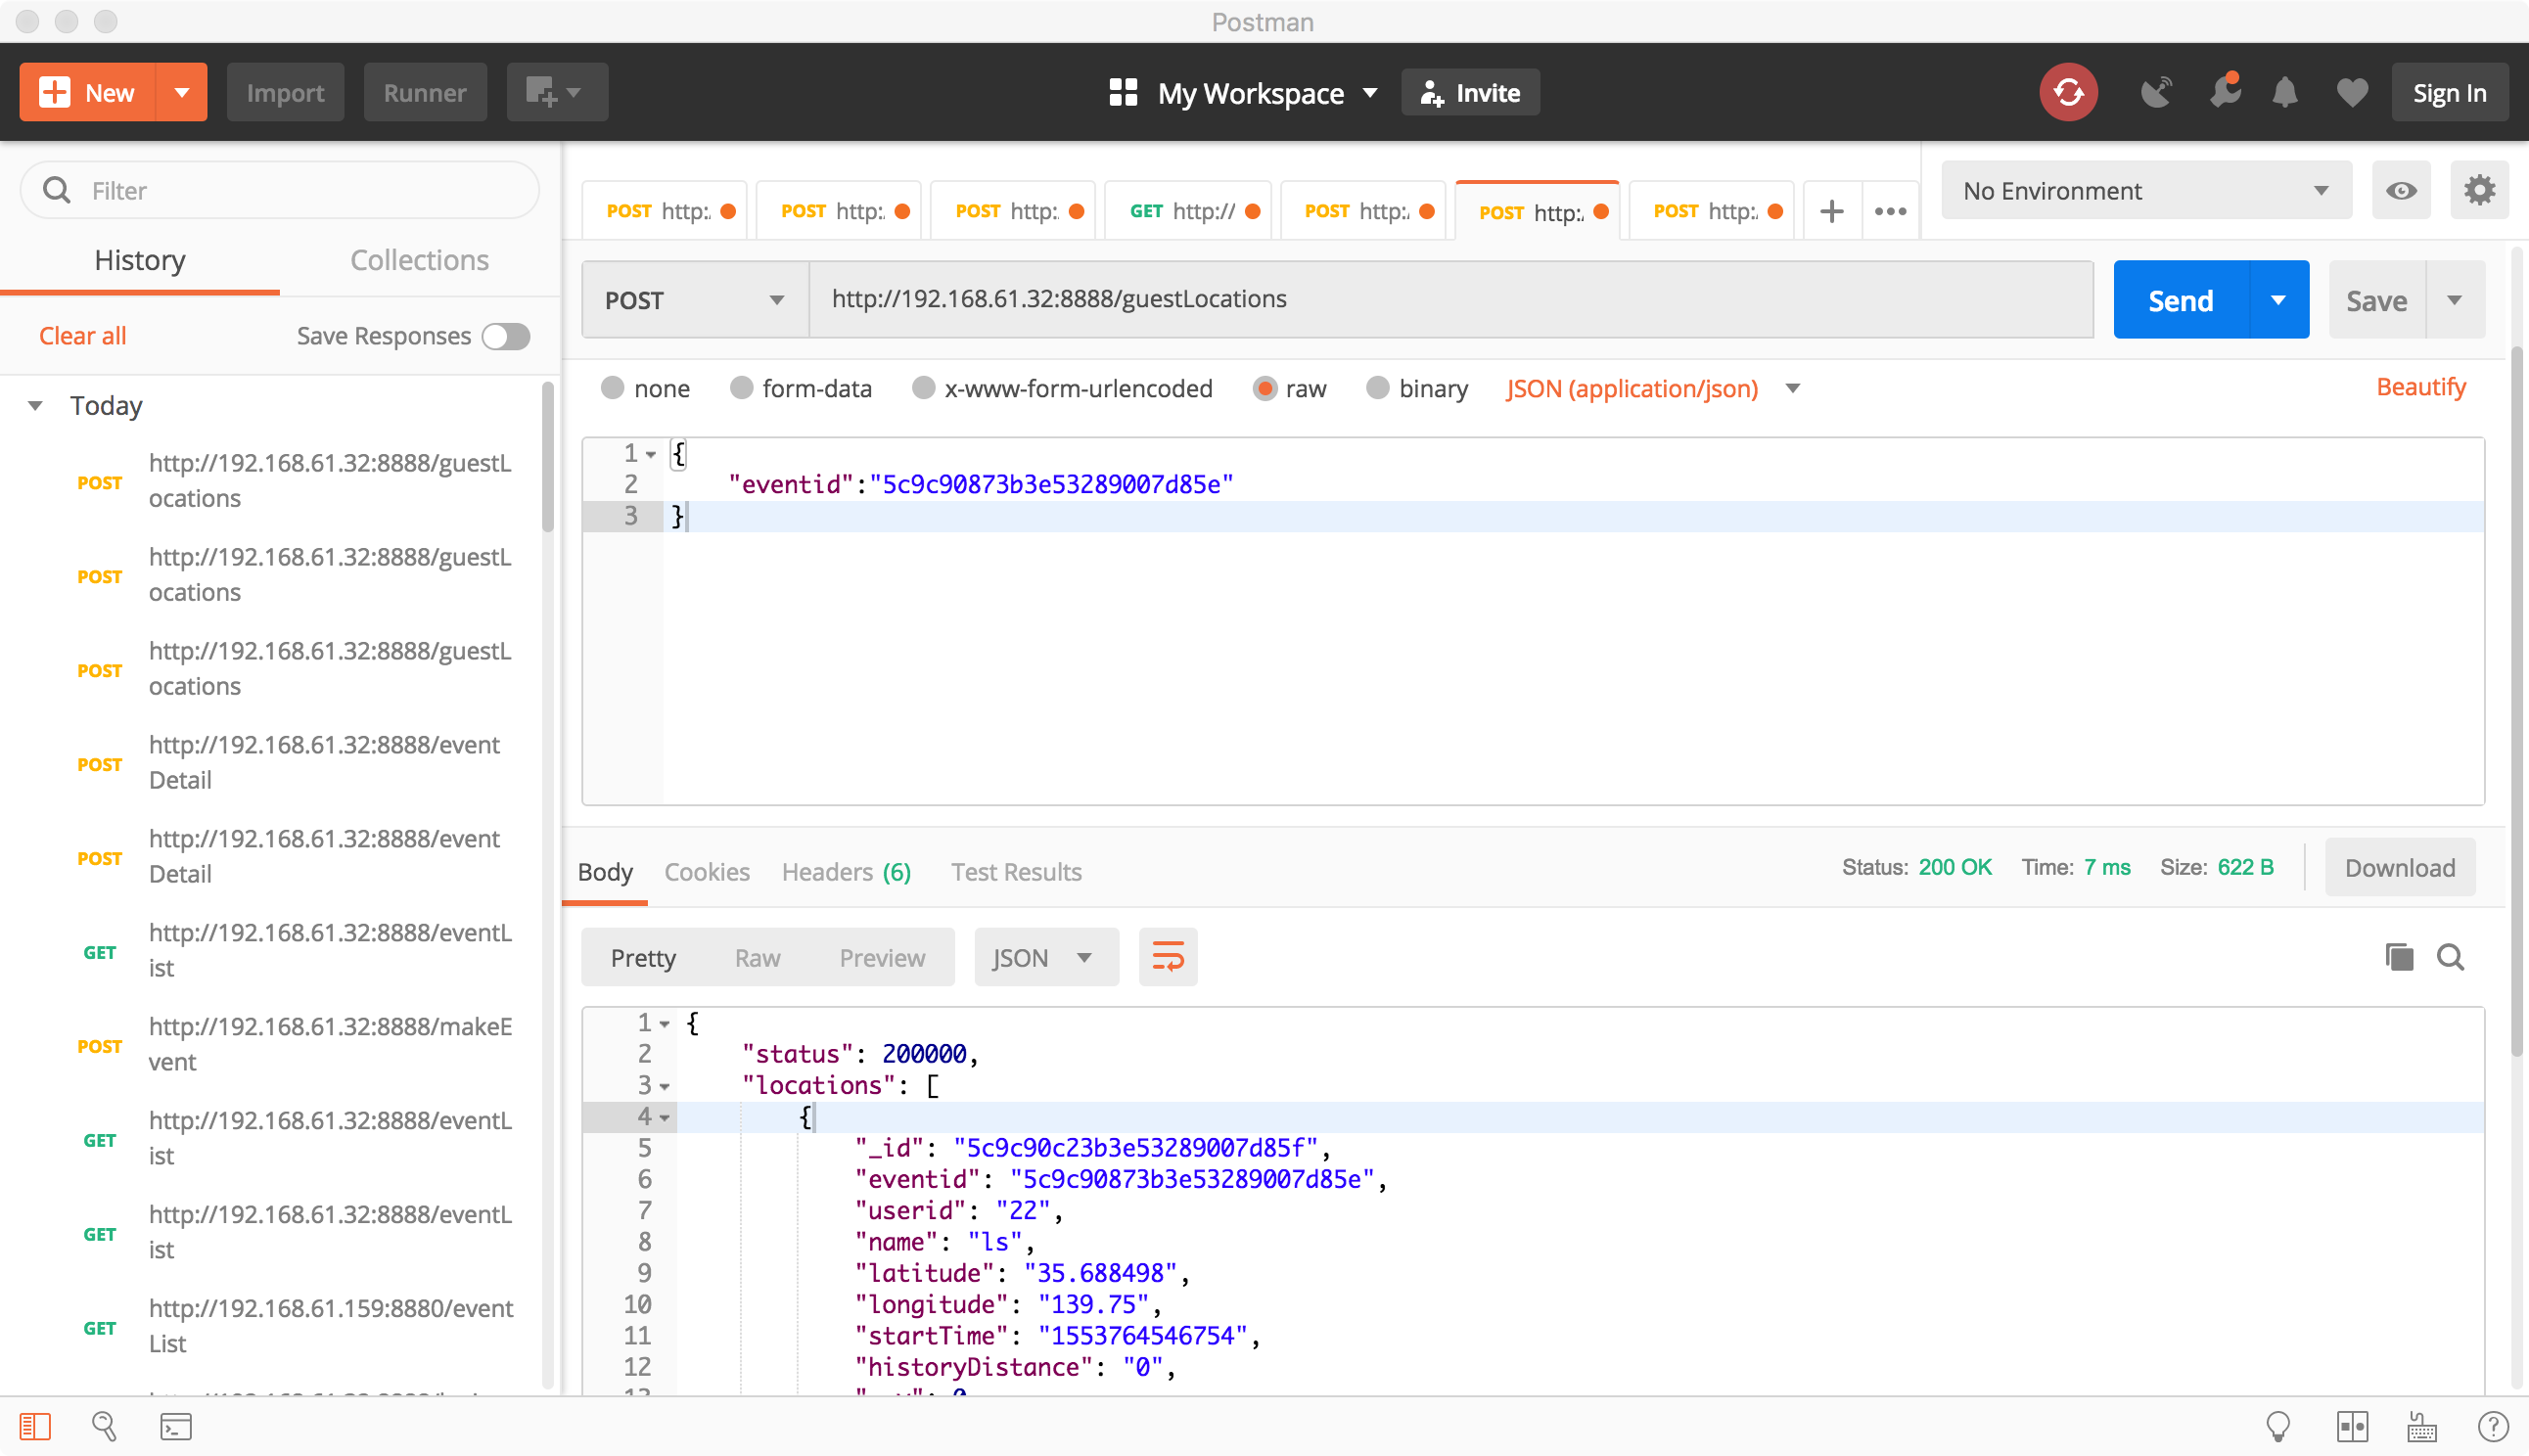 Postman
New
Import
Runner
My Workspace
Invite
Sign In
Filter
History
Collections
Clear all
Save Responses
Today
POST http://192.168.61.32:8888/guestL
ocations
POST http://192.168.61.32:8888/guestL
ocations
POST http://192.168.61.32:8888/guestL
ocations
POST http://192.168.61.32:8888/event
Detail
POST http://192.168.61.32:8888/event
Detail
GET http://192.168.61.32:8888/eventL
ist
POST http://192.168.61.32:8888/makeE
vent
GET http://192.168.61.32:8888/eventL
ist
GET http://192.168.61.32:8888/eventL
ist
GET http://192.168.61.159:8880/event
List
POST http:/
POST http:/
POST http:/
GET http://
POST http:/
POST http:/
POST http:/
No Environment
POST
http://192.168.61.32:8888/guestLocations
Send
Save
none form-data x-www-form-urlencoded raw binary JSON (application/json)
Beautify
1 {
2 "eventid":"5c9c90873b3e53289007d85e"
3 }
Body Cookies Headers (6) Test Results
Status: 200 OK Time: 7 ms Size: 622 B
Download
Pretty Raw Preview JSON
1 {
2 "status": 200000,
3 "locations": [
4 {
5 "_id": "5c9c90c23b3e53289007d85f",
6 "eventid": "5c9c90873b3e53289007d85e",
7 "userid": "22",
8 "name": "ls",
9 "latitude": "35.688498",
10 "longitude": "139.75",
11 "startTime": "1553764546754",
12 "historyDistance": "0",